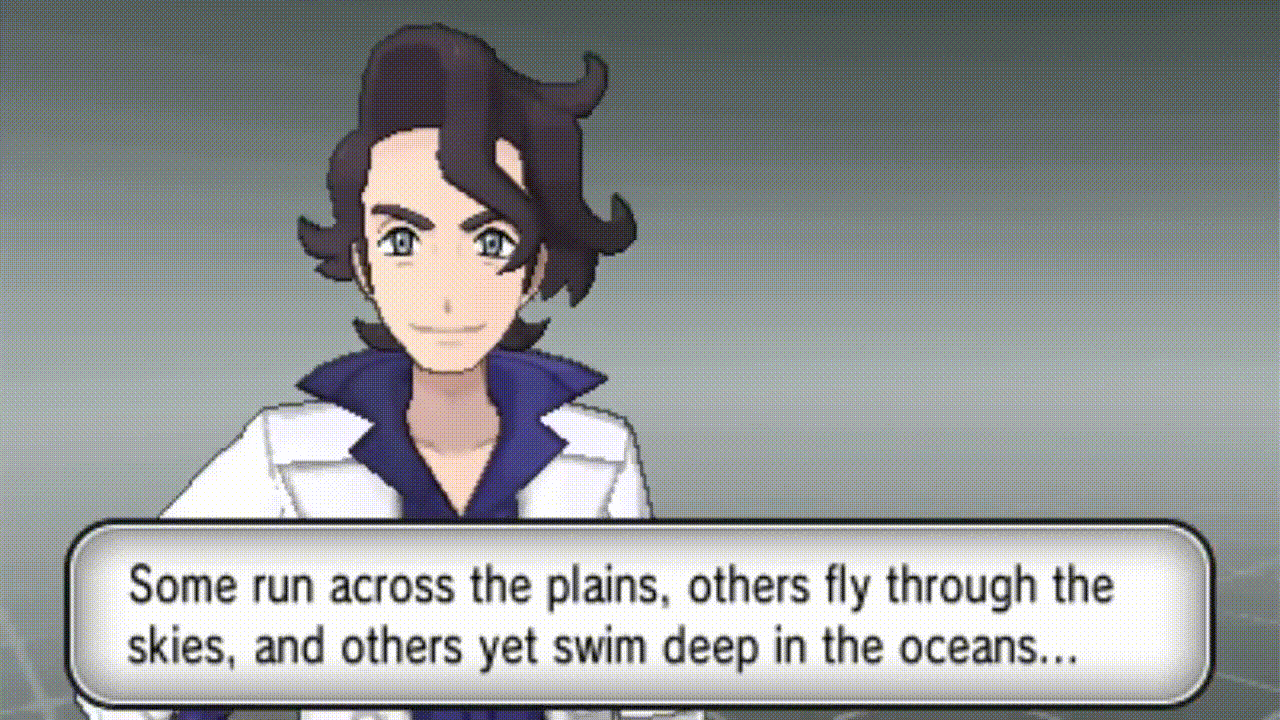 Some run across the plains, others fly through the
skies, and others yet swim deep in the oceans...